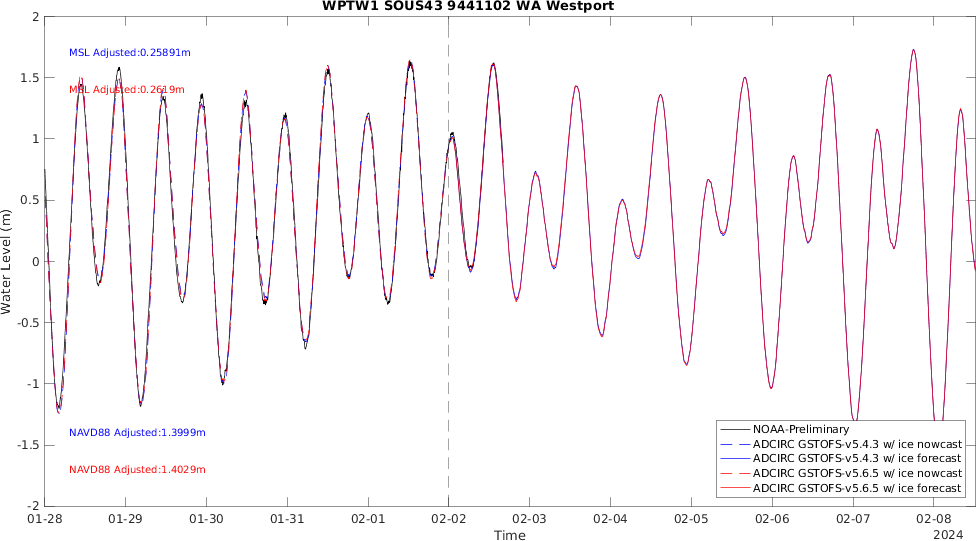 WPTW1 SOUS43 9441102 WA Westport
2
1.5
1
0.5
0
-0.5
-1
-1.5
-2
Water Level (m)
MSL Adjusted:0.25891m
MSL Adjusted:0.2619m
NAVD88 Adjusted:1.3999m
NAVD88 Adjusted:1.4029m
NOAA-Preliminary
ADCIRC GSTOFS-v5.4.3 w/ ice nowcast
ADCIRC GSTOFS-v5.4.3 w/ ice forecast
ADCIRC GSTOFS-v5.6.5 w/ ice nowcast
ADCIRC GSTOFS-v5.6.5 w/ ice forecast
01-28 01-29 01-30 01-31 02-01 02-02 02-03 02-04 02-05 02-06 02-07 02-08
Time
2024